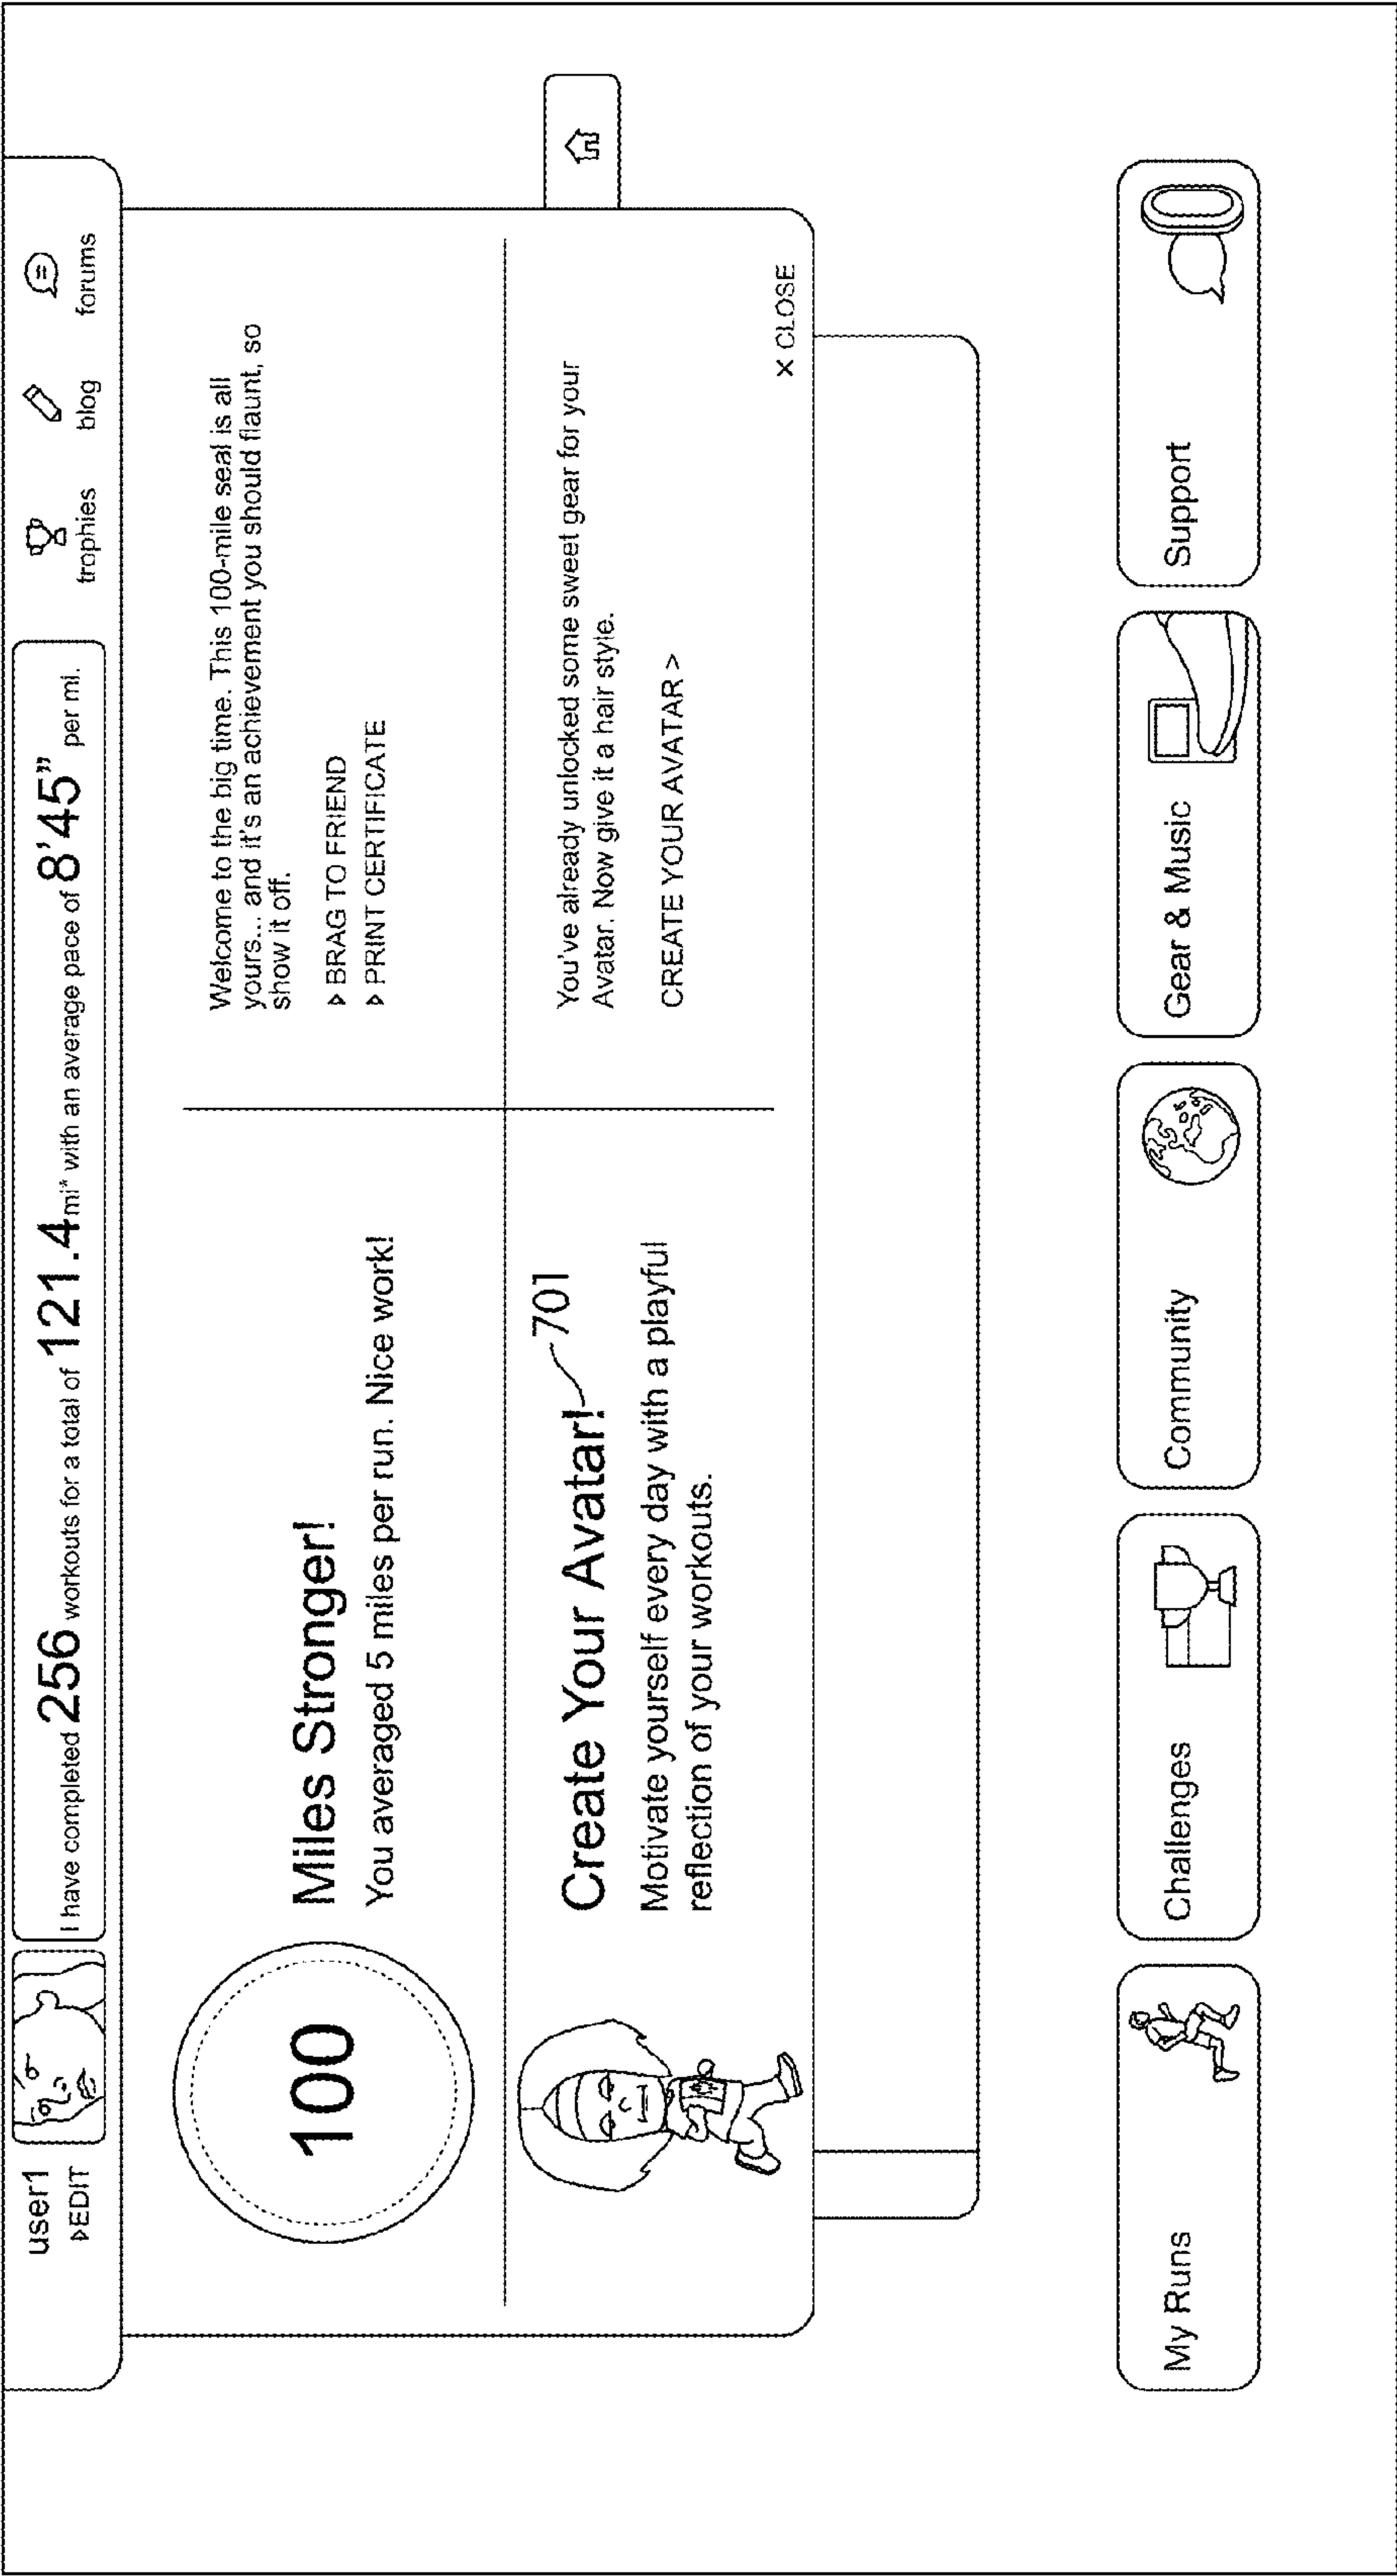 user1
▹EDIT
I have completed 256 workouts for a total of 121.4 mi* with an average pace of 8'45” per mi.
trophies
blog
forums
100
Miles Stronger!
You averaged 5 miles per run. Nice work!
Welcome to the big time. This 100-mile seal is all
yours... and it's an achievement you should flaunt, so
show it off.
▹ BRAG TO FRIEND
▹ PRINT CERTIFICATE
Create Your Avatar!
701
Motivate yourself every day with a playful
reflection of your workouts.
You've already unlocked some sweet gear for your
Avatar. Now give it a hair style.
CREATE YOUR AVATAR >
X CLOSE
My Runs
Challenges
Community
Gear & Music
Support